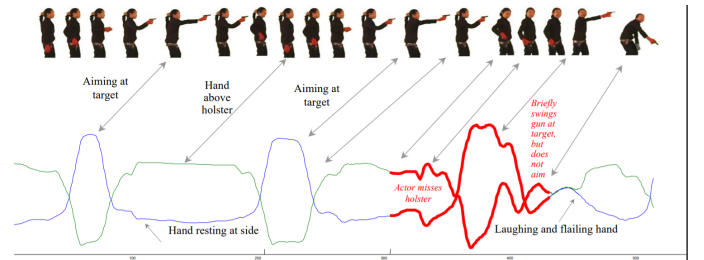 Aiming at
target
Hand
above
holster
Aiming at
target
Briefly
swings
gun at
target,
but
does
not
aim
Actor misses
holster
Hand resting at side
Laughing and flailing hand
100
200
300
400
500